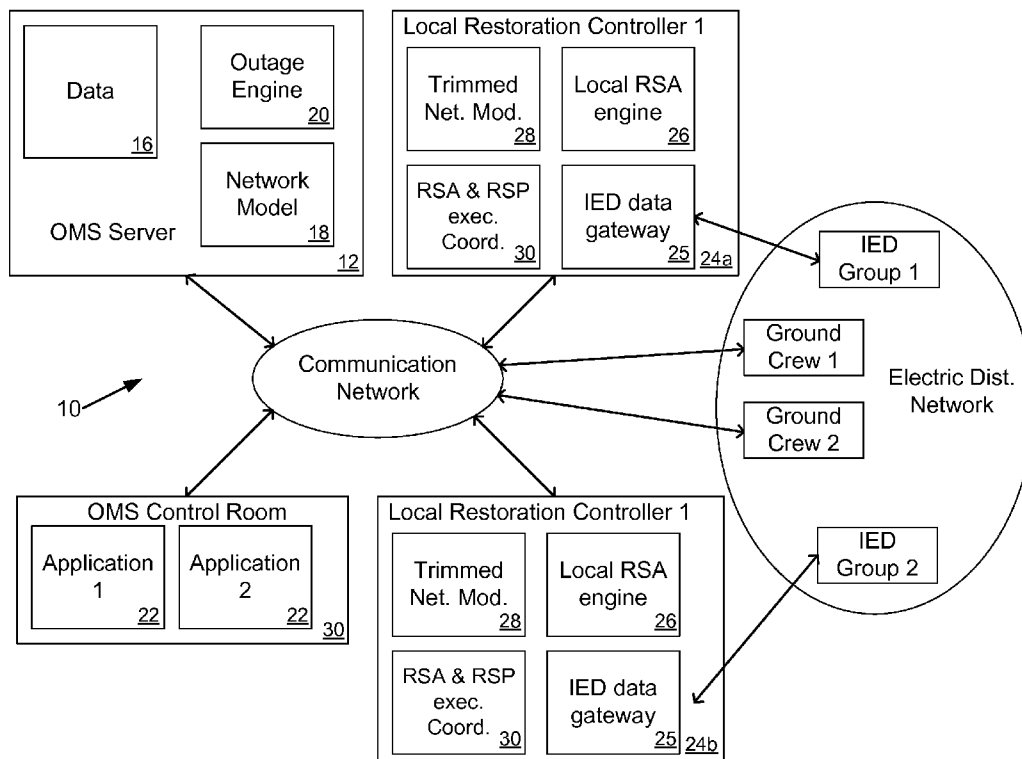 Data
16
Outage
Engine
20
Network
Model
18
OMS Server
12
Local Restoration Controller 1
Trimmed
Net. Mod.
28
Local RSA
engine
26
RSA & RSP
exec.
Coord.
30
IED data
gateway
25
24a
IED
Group 1
Ground
Crew 1
Ground
Crew 2
Electric Dist.
Network
IED
Group 2
Communication
Network
10
OMS Control Room
Application
1
22
Application
2
22
30
Local Restoration Controller 1
Trimmed
Net. Mod.
28
Local RSA
engine
26
RSA & RSP
exec.
Coord.
30
IED data
gateway
25
24b